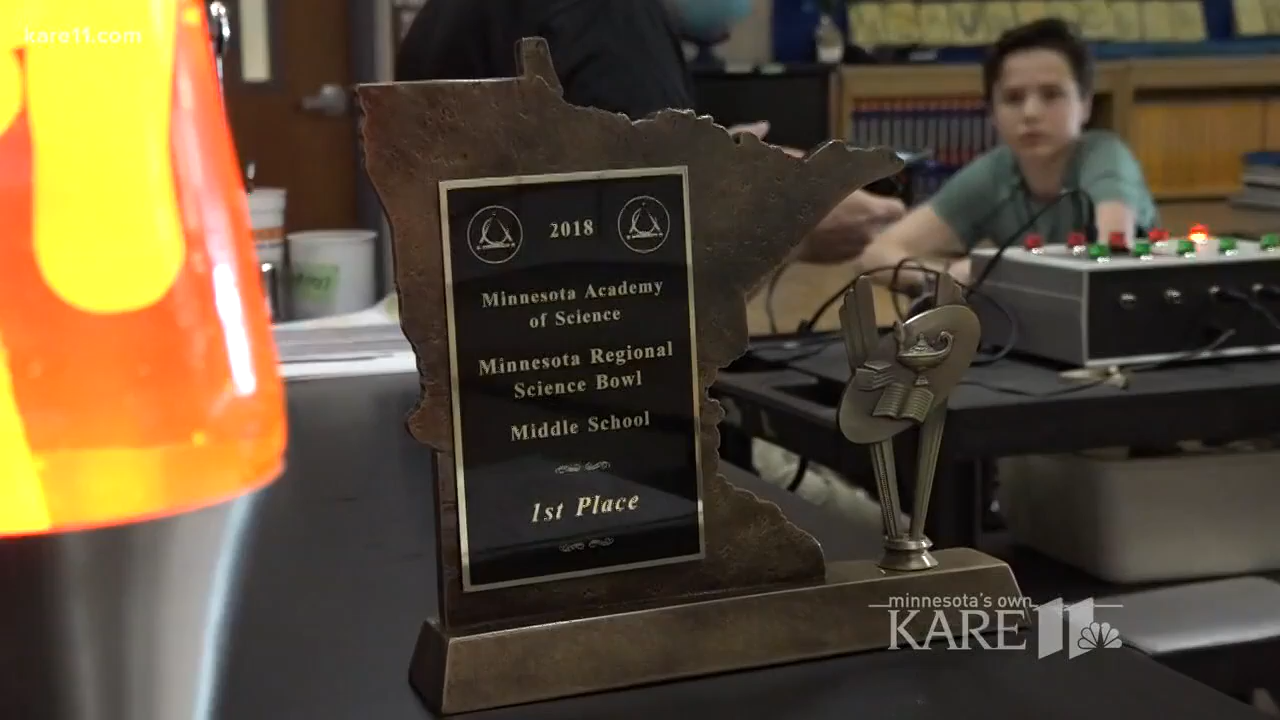 kare11.com
2018
Minnesota Academy
of Science
Minnesota Regional
Science Bowl
Middle School
1st Place
minnesota's own
KARE 11